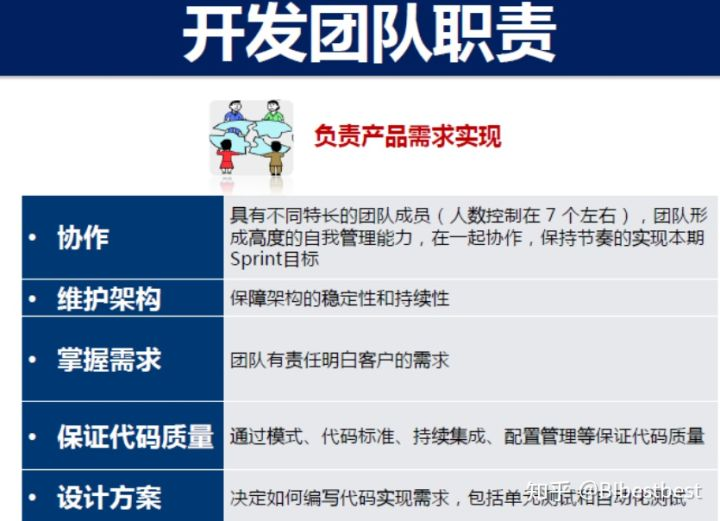 开发团队职责
负责产品需求实现
• 协作
具有不同特长的团队成员（人数控制在 7 个左右），团队形
成高度的自我管理能力，在一起协作，保持节奏的实现本期
Sprint目标
• 维护架构
保障架构的稳定性和持续性
• 掌握需求
团队有责任明白客户的需求
• 保证代码质量
通过模式、代码标准、持续集成、配置管理等保证代码质量
• 设计方案
决定如何编写代码实现需求，包括单元测试和自动化测试
知乎 @BIbestbest